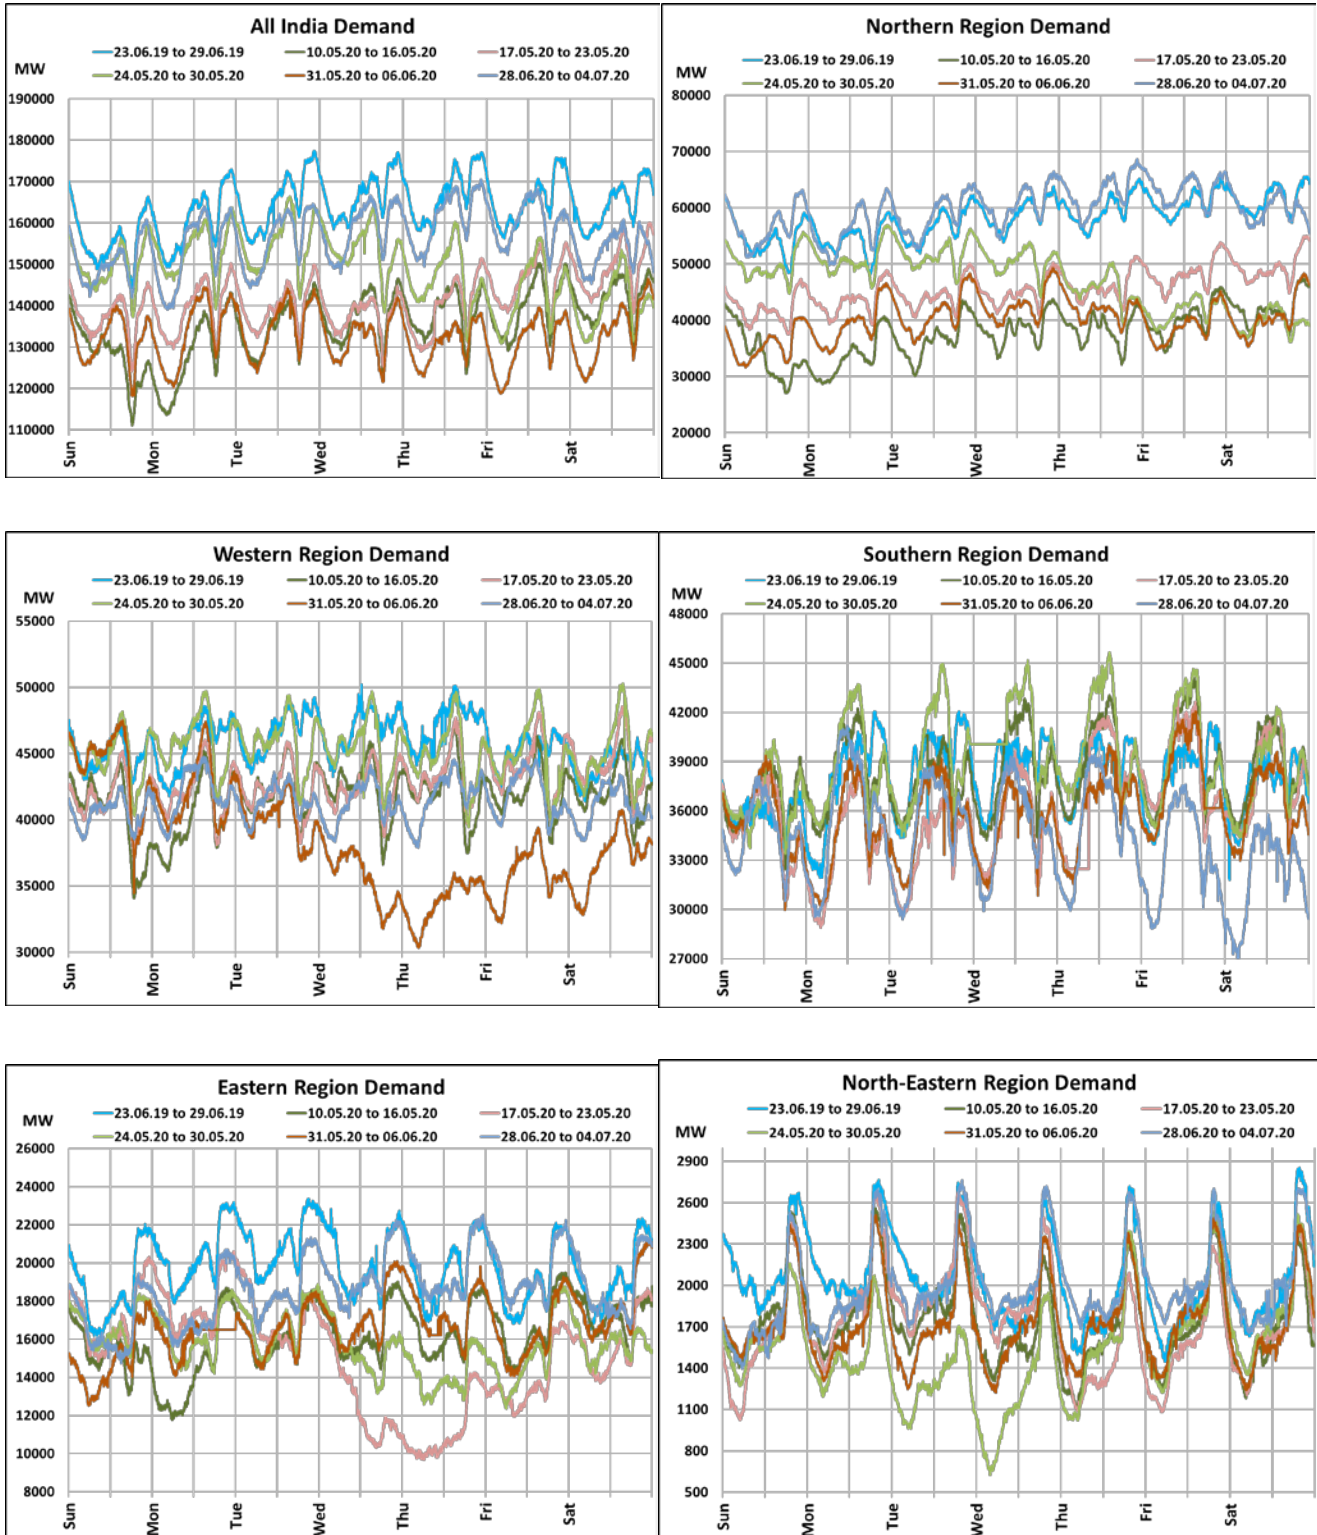 All India Demand
23.06.19 to 29.06.19 10.05.20 to 16.05.20 17.05.20 to 23.05.20
24.05.20 to 30.05.20 31.05.20 to 06.06.20 28.06.20 to 04.07.20
MW
190000
180000
170000
160000
150000
140000
130000
120000
110000
Sun Mon Tue Wed Thu Fri Sat
Northern Region Demand
23.06.19 to 29.06.19 10.05.20 to 16.05.20 17.05.20 to 23.05.20
24.05.20 to 30.05.20 31.05.20 to 06.06.20 28.06.20 to 04.07.20
MW
80000
70000
60000
50000
40000
30000
20000
Sun Mon Tue Wed Thu Fri Sat
Western Region Demand
23.06.19 to 29.06.19 10.05.20 to 16.05.20 17.05.20 to 23.05.20
24.05.20 to 30.05.20 31.05.20 to 06.06.20 28.06.20 to 04.07.20
MW
55000
50000
45000
40000
35000
30000
Sun Mon Tue Wed Thu Fri Sat
Southern Region Demand
23.06.19 to 29.06.19 10.05.20 to 16.05.20 17.05.20 to 23.05.20
24.05.20 to 30.05.20 31.05.20 to 06.06.20 28.06.20 to 04.07.20
MW
48000
45000
42000
39000
36000
33000
30000
27000
Sun Mon Tue Wed Thu Fri Sat
Eastern Region Demand
23.06.19 to 29.06.19 10.05.20 to 16.05.20 17.05.20 to 23.05.20
24.05.20 to 30.05.20 31.05.20 to 06.06.20 28.06.20 to 04.07.20
MW
26000
24000
22000
20000
18000
16000
14000
12000
10000
8000
Sun Mon Tue Wed Thu Fri Sat
North-Eastern Region Demand
23.06.19 to 29.06.19 10.05.20 to 16.05.20 17.05.20 to 23.05.20
24.05.20 to 30.05.20 31.05.20 to 06.06.20 28.06.20 to 04.07.20
MW
2900
2600
2300
2000
1700
1400
1100
800
500
Sun Mon Tue Wed Thu Fri Sat